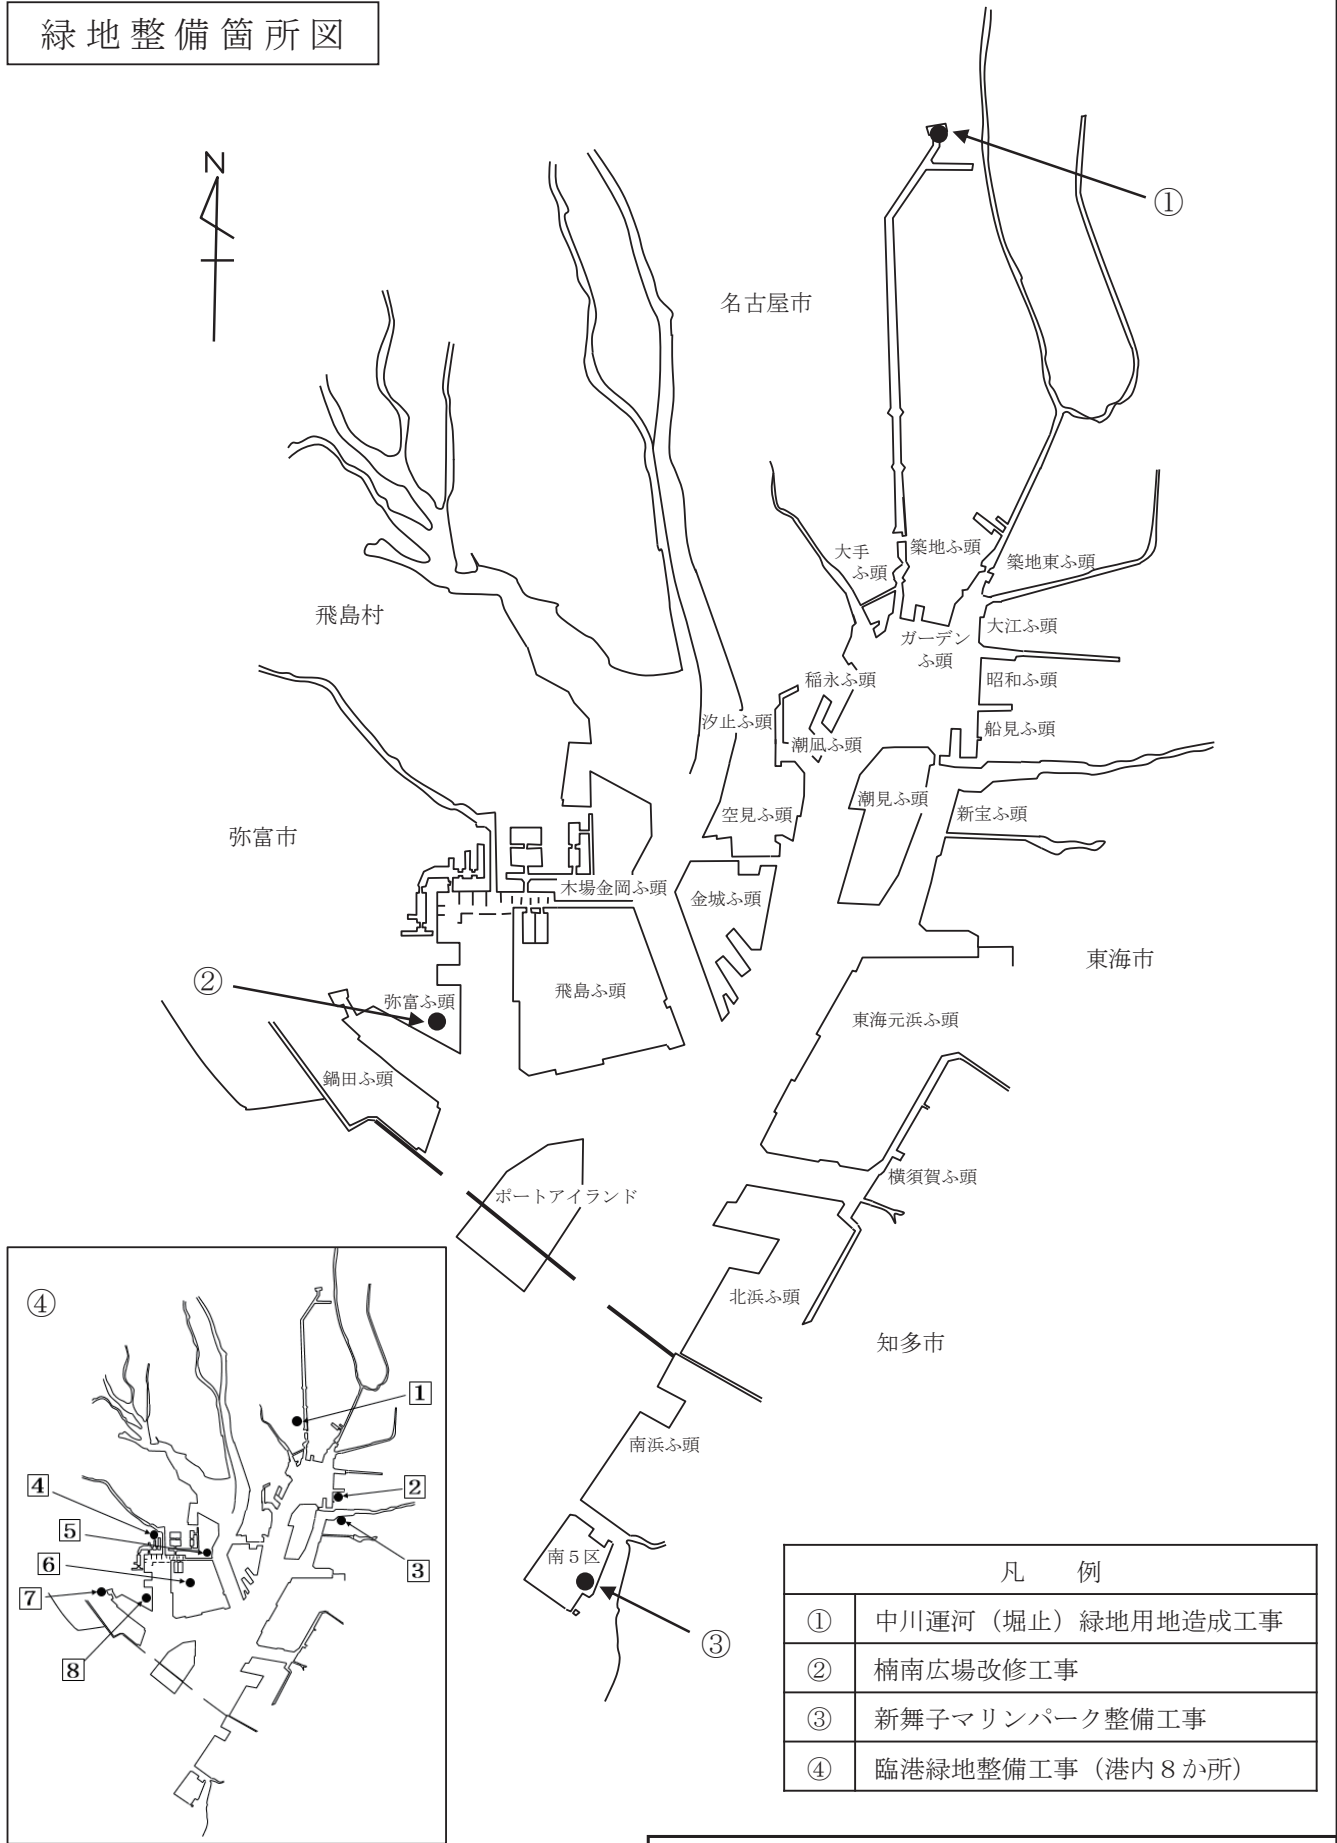 緑地整備箇所図
N
①
名古屋市
大手
ふ頭
築地ふ頭
築地東ふ頭
飛島村
ガーデン
ふ頭
大江ふ頭
稲永ふ頭
昭和ふ頭
汐止ふ頭
潮凪ふ頭
船見ふ頭
弥富市
空見ふ頭
潮見ふ頭
新宝ふ頭
木場金岡ふ頭
金城ふ頭
東海市
②
弥富ふ頭
飛島ふ頭
東海元浜ふ頭
鍋田ふ頭
横須賀ふ頭
ポートアイランド
北浜ふ頭
知多市
南浜ふ頭
南5区
③
④
1
2
3
4
5
6
7
8
凡 例
① 中川運河（堀止）緑地用地造成工事
② 楠南広場改修工事
③ 新舞子マリンパーク整備工事
④ 臨港緑地整備工事（港内8か所）